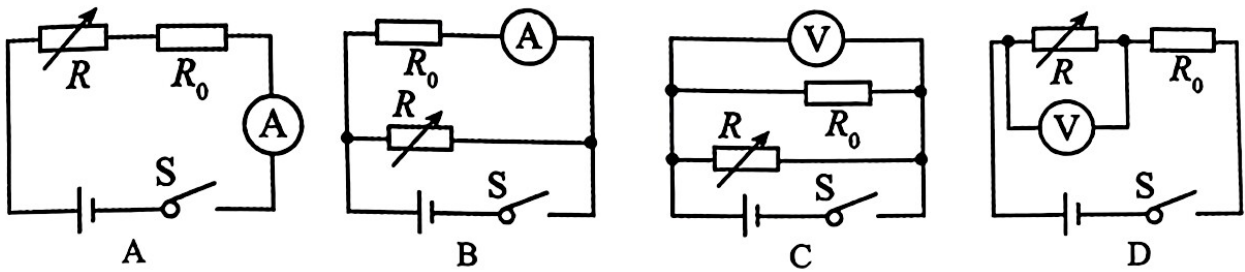 R R₀ A S A
R₀ A R S B
V R₀ R S C
R R₀ V S D